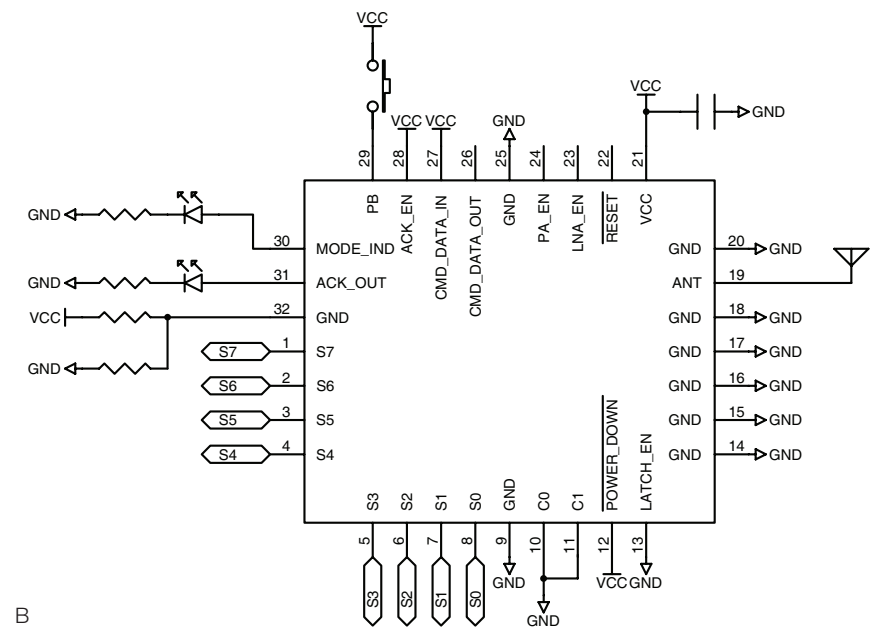 VCC
VCC
GND
VCC VCC
GND
29
28
27
26
25
24
23
22
21
PB
ACK_EN
CMD_DATA_IN
CMD_DATA_OUT
GND
PA_EN
LNA_EN
RESET
VCC
GND
30
MODE_IND
GND
20
GND
GND
31
ACK_OUT
ANT
19
VCC
32
GND
GND
18
GND
S7
1
S7
GND
17
GND
GND
S6
2
S6
GND
16
GND
S5
3
S5
GND
15
GND
S4
4
S4
GND
14
GND
S3
S2
S1
S0
GND
C0
C1
POWER_DOWN
LATCH_EN
5
6
7
8
9
10
11
12
13
S3
S2
S1
S0
GND
VCC
GND
GND
B